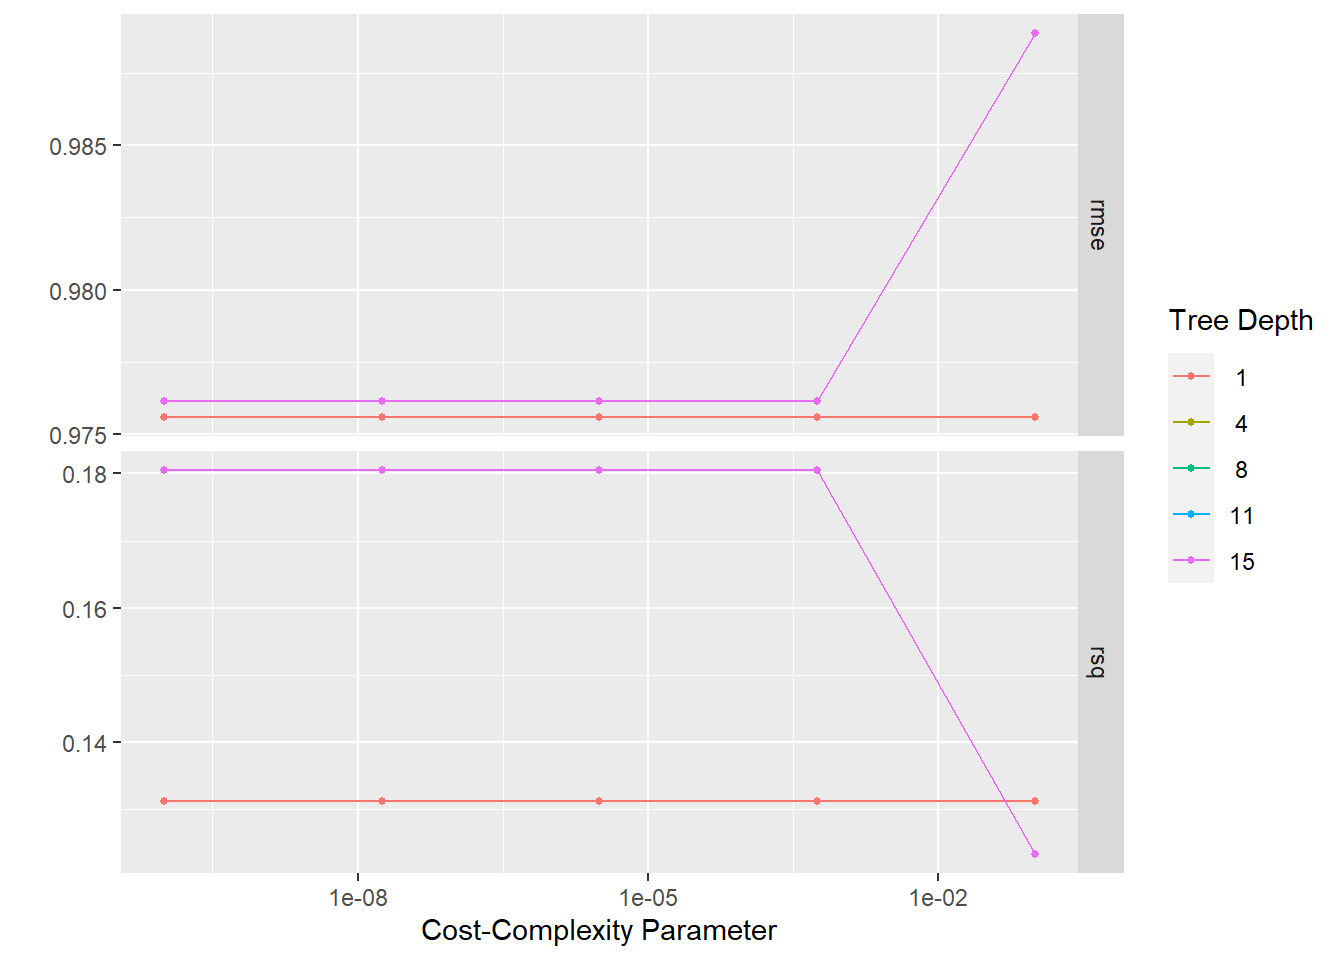 0.985
0.980
0.975
rmse
0.18
0.16
0.14
rsq
1e-08
1e-05
1e-02
Cost-Complexity Parameter
Tree Depth
1
4
8
11
15